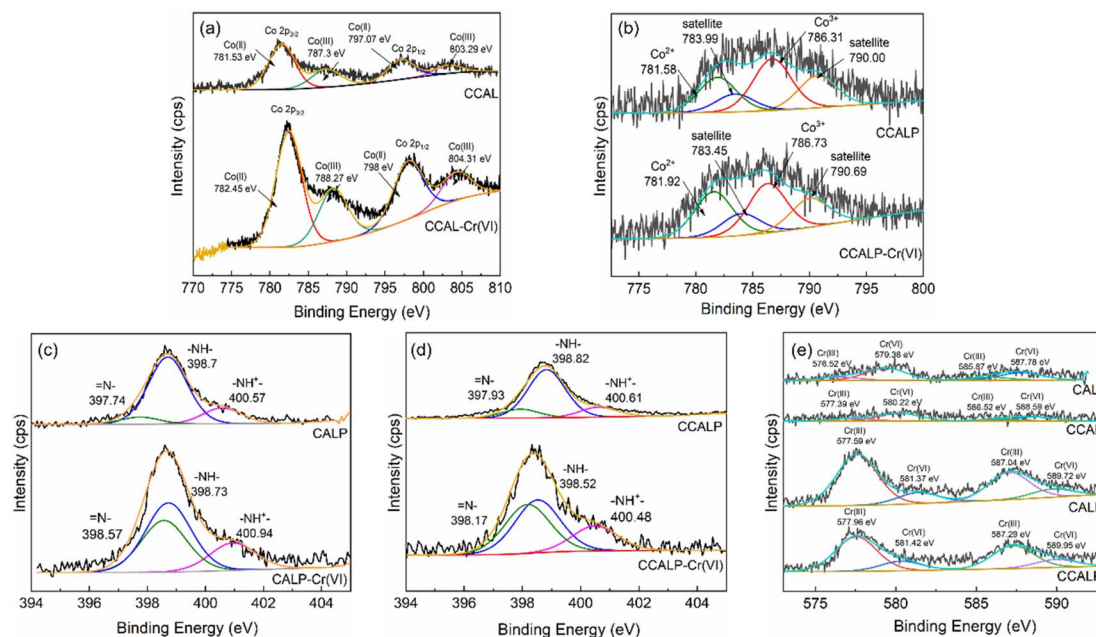 (a)
Co 2p3/2
Co(II)
781.53 eV
Co(III)
787.3 eV
Co(II)
797.07 eV
Co 2p1/2
Co(III)
803.29 eV
CCAL
Co 2p3/2
Co(II)
782.45 eV
Co(III)
788.27 eV
Co(II)
798 eV
Co 2p1/2
Co(III)
804.31 eV
CCAL-Cr(VI)
Intensity (cps)
770 775 780 785 790 795 800 805 810
Binding Energy (eV)
(b)
satellite
783.99
Co3+
786.31
Co2+
781.58
satellite
790.00
CCALP
satellite
783.45
Co3+
786.73
Co2+
781.92
satellite
790.69
CCALP-Cr(VI)
Intensity (cps)
775 780 785 790 795 800
Binding Energy (eV)
(c)
-NH-
398.7
=N-
397.74
-NH+-
400.57
CALP
-NH-
398.73
=N-
398.57
-NH+-
400.94
CALP-Cr(VI)
Intensity (cps)
394 396 398 400 402 404
Binding Energy (eV)
(d)
-NH-
398.82
=N-
397.93
-NH+-
400.61
CCALP
-NH-
398.52
=N-
398.17
-NH+-
400.48
CCALP-Cr(VI)
Intensity (cps)
394 396 398 400 402 404
Binding Energy (eV)
(e)
Cr(III)
576.52 eV
Cr(VI)
579.38 eV
Cr(III)
585.87 eV
Cr(VI)
587.78 eV
CAL
Cr(III)
577.39 eV
Cr(VI)
580.22 eV
Cr(III)
586.52 eV
Cr(VI)
588.58 eV
CCAL
Cr(III)
577.59 eV
Cr(VI)
581.37 eV
Cr(III)
587.04 eV
Cr(VI)
589.72 eV
CALP
Cr(III)
577.96 eV
Cr(VI)
581.42 eV
Cr(III)
587.29 eV
Cr(VI)
589.95 eV
CCALP
Intensity (cps)
575 580 585 590
Binding Energy (eV)